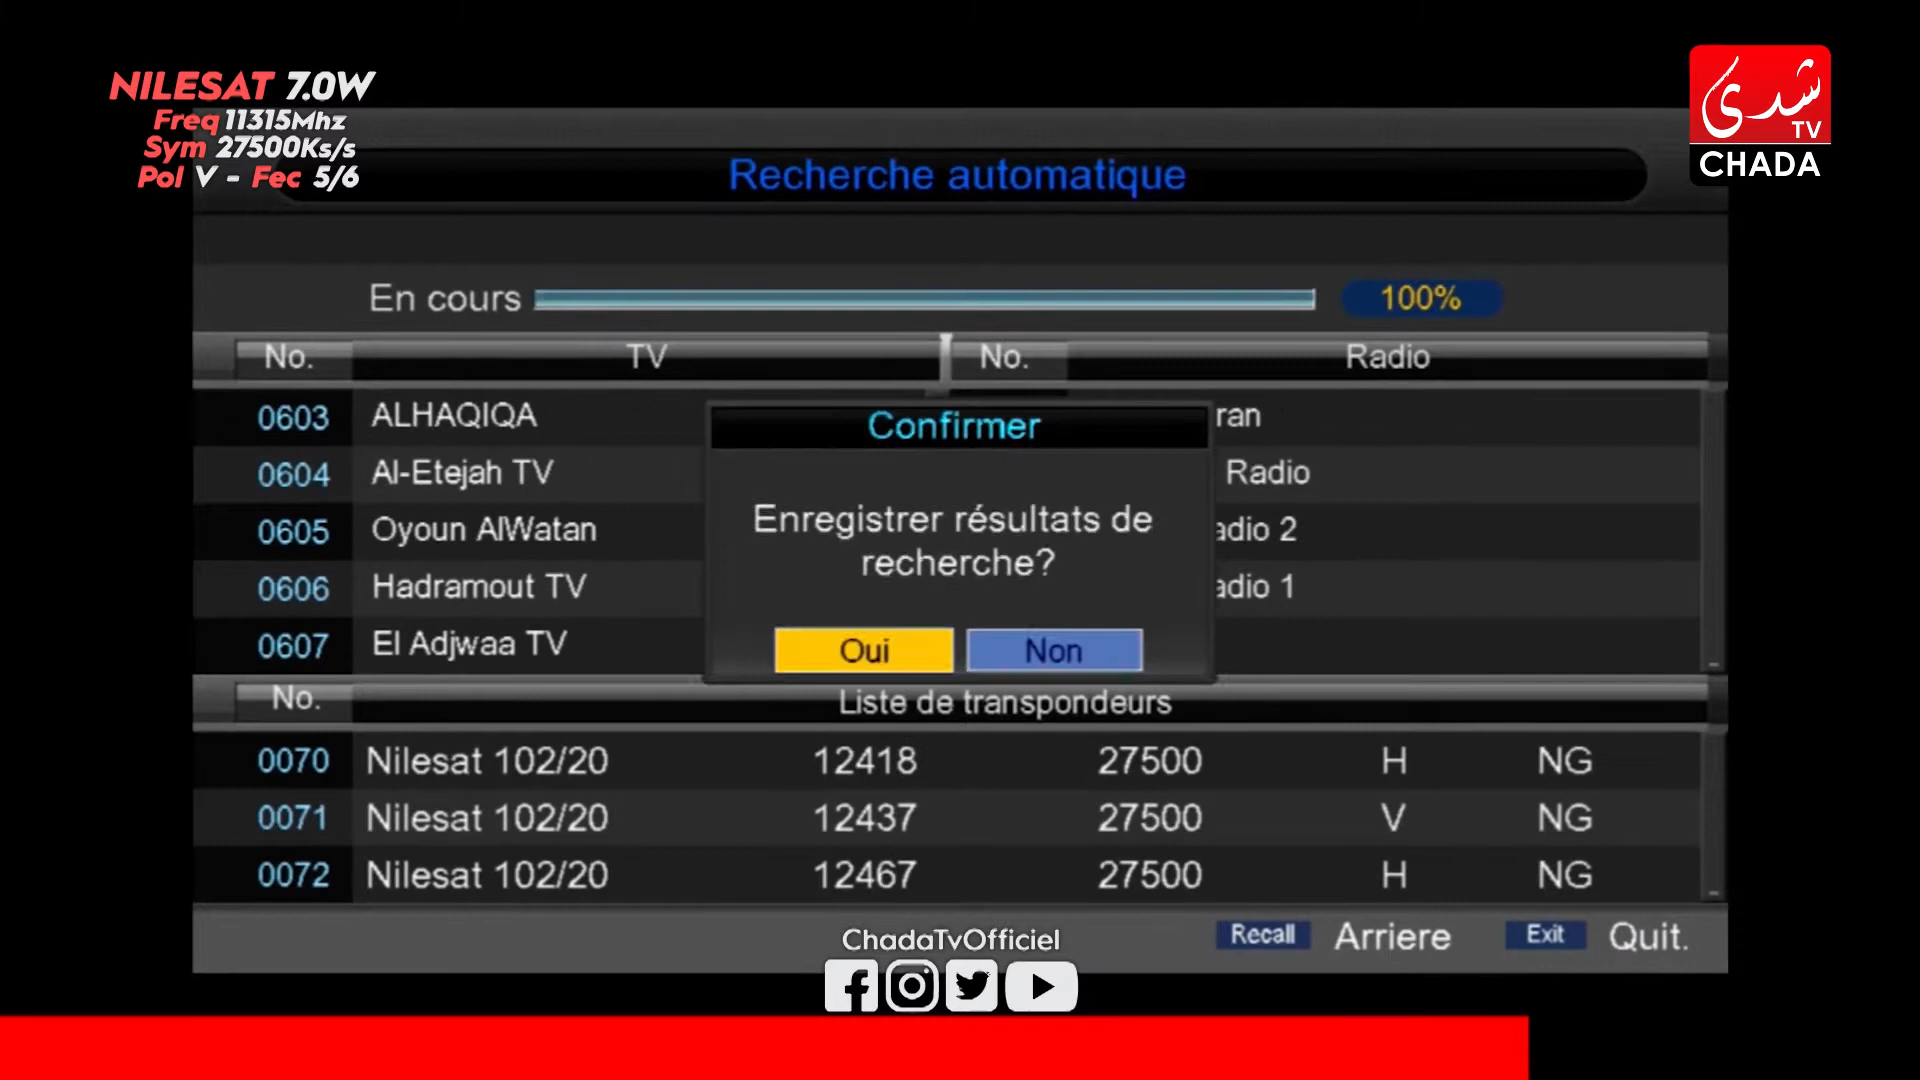 NILESAT 7.0W
Freq 11315Mhz
Sym 27500Ks/s
Pol V - Fec 5/6
شدى
TV
CHADA
Recherche automatique
En cours 100%
No. TV No. Radio
0603 ALHAQIQA ran
0604 Al-Etejah TV Radio
0605 Oyoun AlWatan adio 2
0606 Hadramout TV adio 1
0607 El Adjwaa TV
Confirmer
Enregistrer résultats de
recherche?
Oui Non
No. Liste de transpondeurs
0070 Nilesat 102/20 12418 27500 H NG
0071 Nilesat 102/20 12437 27500 V NG
0072 Nilesat 102/20 12467 27500 H NG
Recall Arriere Exit Quit.
ChadaTvOfficiel